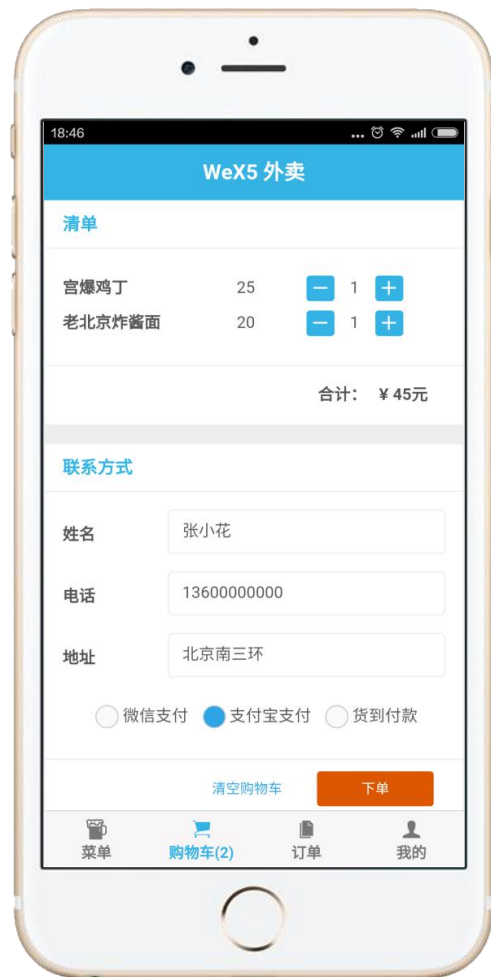 18:46
WeX5 外卖
清单
宫爆鸡丁 25 1
老北京炸酱面 20 1
合计： ¥ 45元
联系方式
姓名 张小花
电话 13600000000
地址 北京南三环
微信支付 支付宝支付 货到付款
清空购物车 下单
菜单 购物车(2) 订单 我的